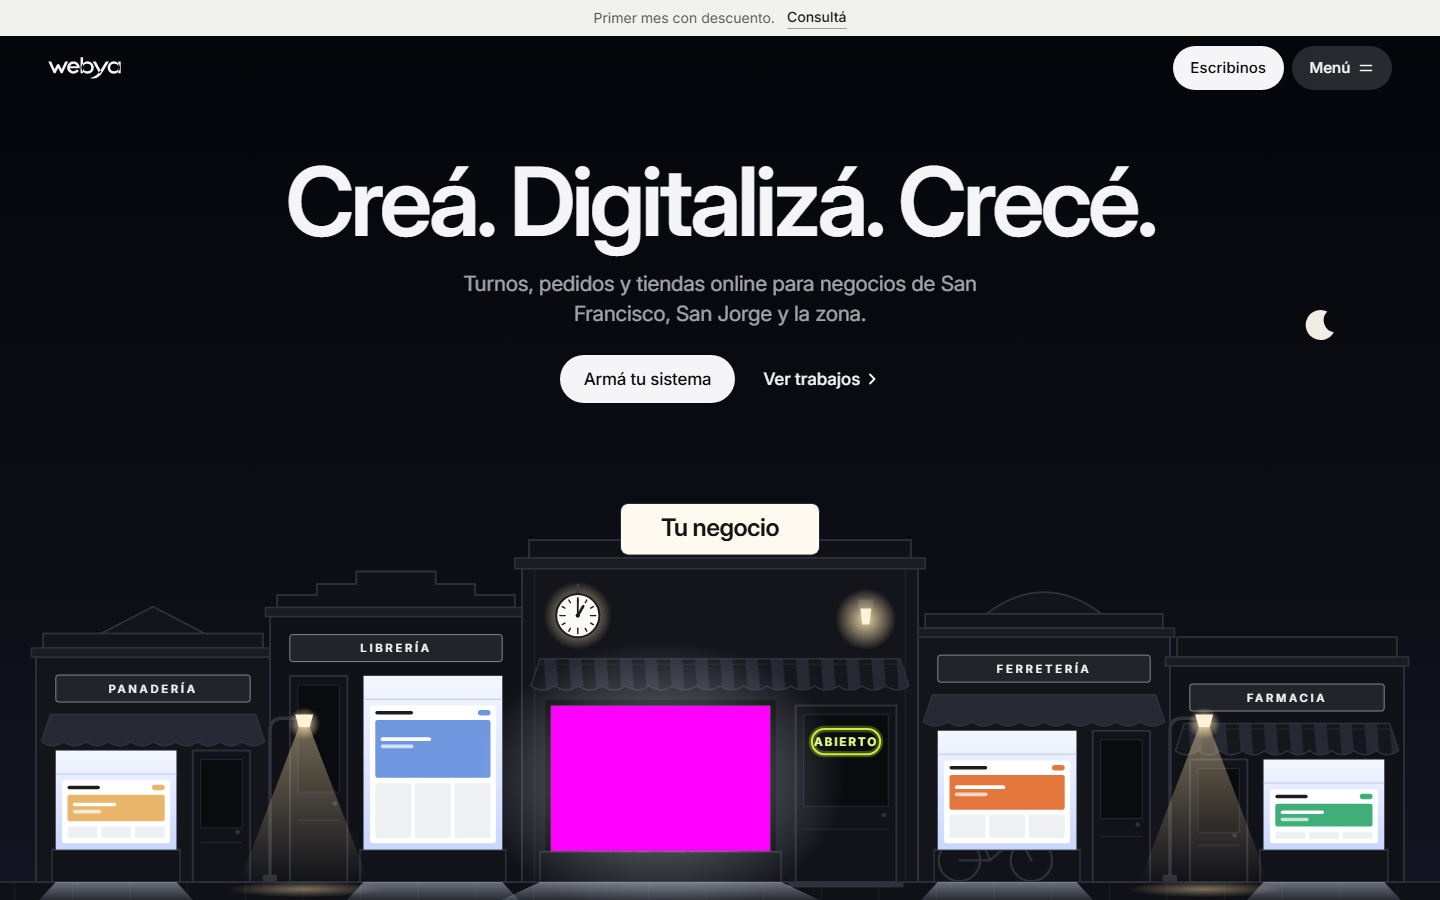 Primer mes con descuento. Consultá
webya
Escribinos
Menú
Creá. Digitalizá. Crecé.
Turnos, pedidos y tiendas online para negocios de San
Francisco, San Jorge y la zona.
Armá tu sistema
Ver trabajos
Tu negocio
LIBRERÍA
FERRETERÍA
PANADERÍA
FARMACIA
ABIERTO